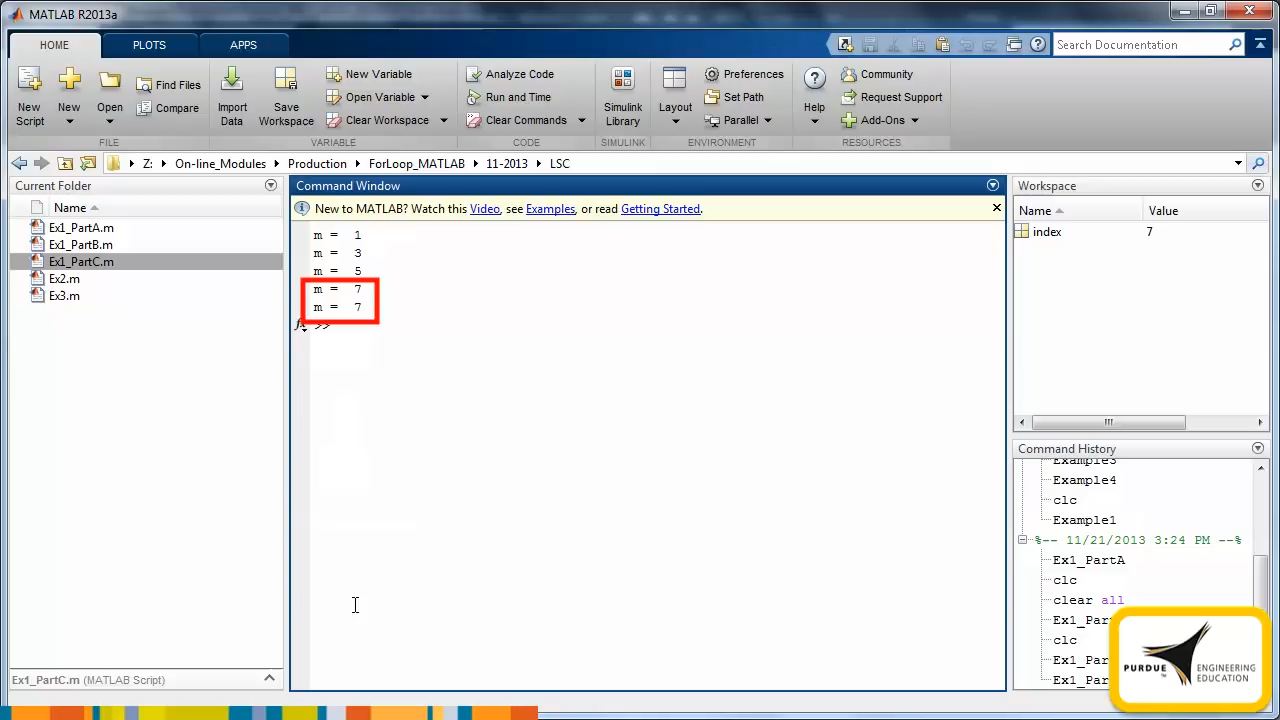 MATLAB R2013a
HOME PLOTS APPS
Search Documentation
New Script
New
Open
Find Files
Compare
Import Data
Save Workspace
New Variable
Open Variable
Clear Workspace
Analyze Code
Run and Time
Clear Commands
Simulink Library
Layout
Preferences
Set Path
Parallel
Help
Community
Request Support
Add-Ons
FILE VARIABLE CODE SIMULINK ENVIRONMENT RESOURCES
Z: On-line_Modules Production ForLoop_MATLAB 11-2013 LSC
Current Folder
Name
Ex1_PartA.m
Ex1_PartB.m
Ex1_PartC.m
Ex2.m
Ex3.m
Ex1_PartC.m (MATLAB Script)
Command Window
New to MATLAB? Watch this Video, see Examples, or read Getting Started.
m = 1
m = 3
m = 5
m = 7
m = 7
fx >>
Workspace
Name Value
index 7
Command History
Example3
Example4
clc
Example1
%-- 11/21/2013 3:24 PM --%
Ex1_PartA
clc
clear all
Ex1_Par
clc
Ex1_Pa
Ex1_Pa
PURDUE ENGINEERING
EDUCATION